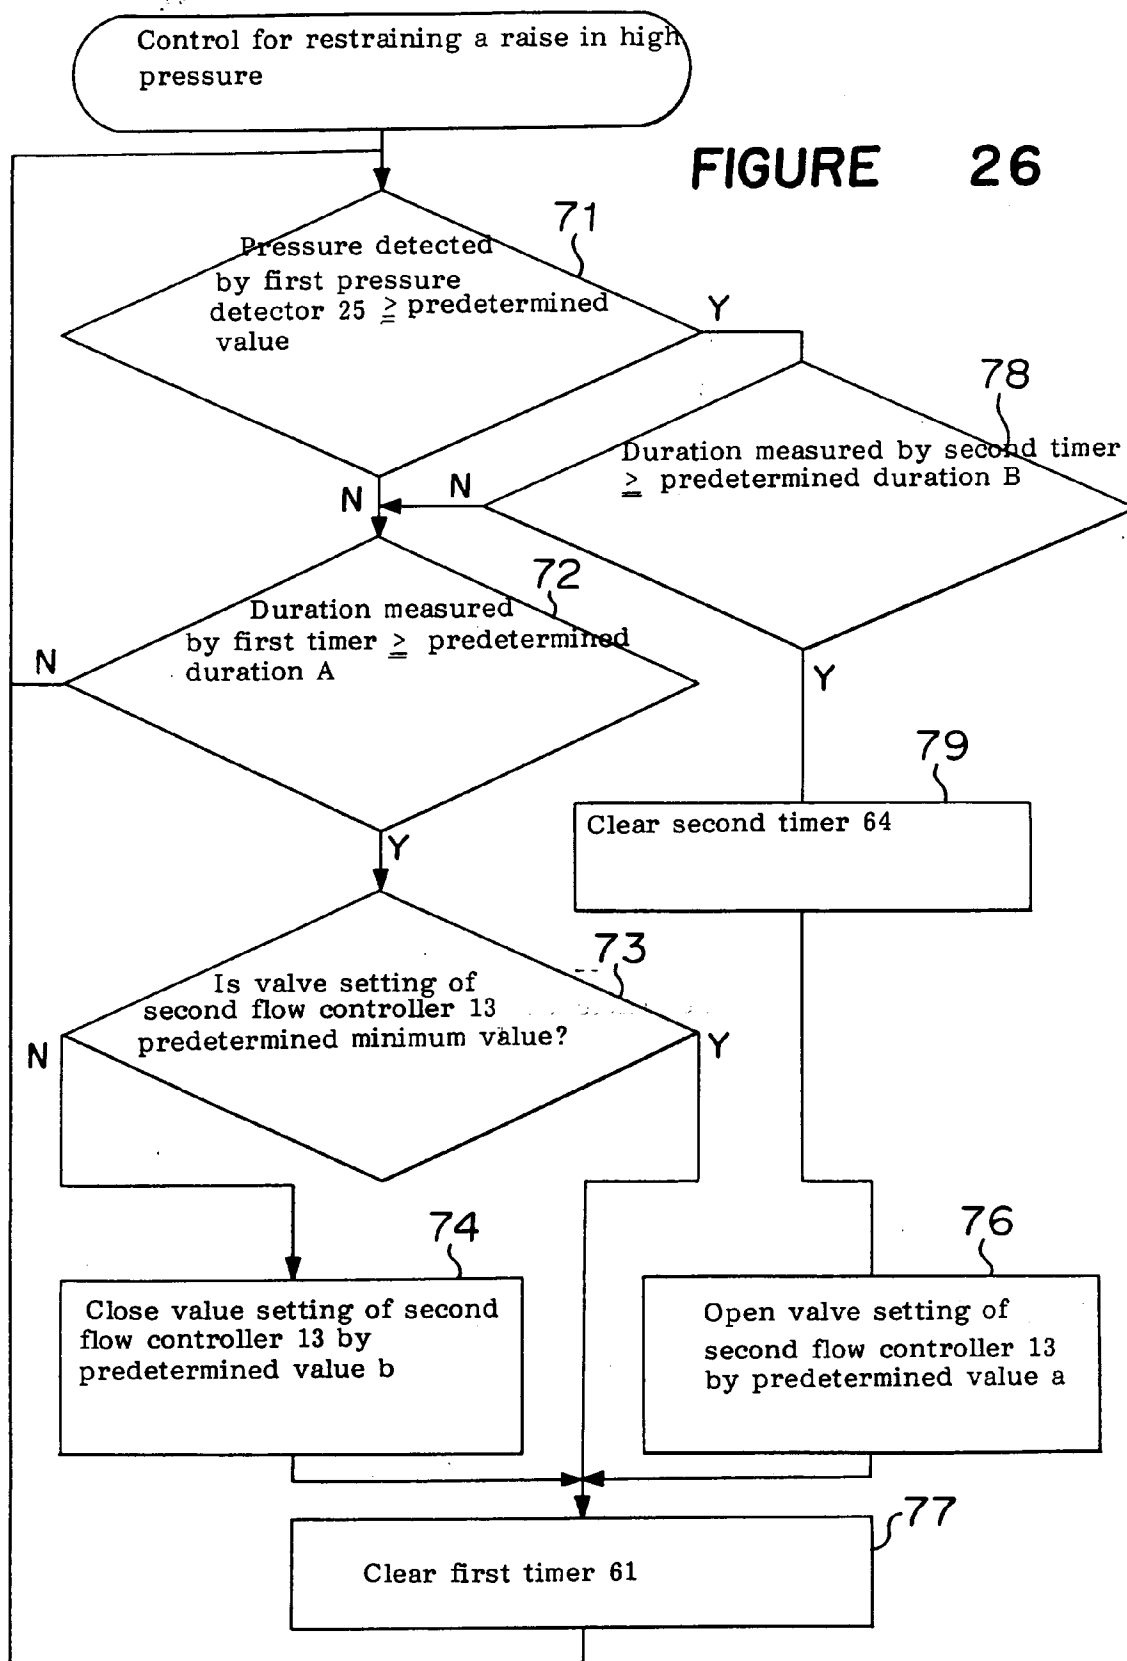 Control for restraining a raise in high
pressure
FIGURE 26
71
Pressure detected
by first pressure
detector 25 ≧ predetermined
value
Y
78
Duration measured by second timer
≧ predetermined duration B
N
N
72
Duration measured
by first timer ≧ predetermined
duration A
N
Y
79
Clear second timer 64
Y
73
Is valve setting of
second flow controller 13
predetermined minimum value?
N
Y
74
Close value setting of second
flow controller 13 by
predetermined value b
76
Open valve setting of
second flow controller 13
by predetermined value a
77
Clear first timer 61